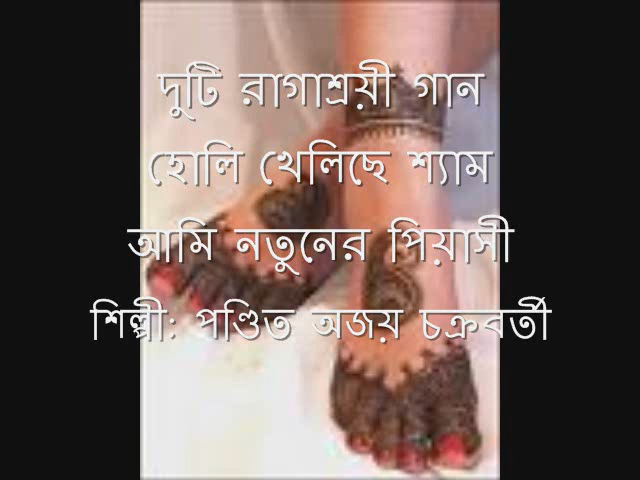 দুটি রাগাশ্রয়ী গান
হোলি খেলিছে শ্যাম
আমি নতুনের পিয়াসী
শিল্পী: পণ্ডিত অজয় চক্রবর্তী